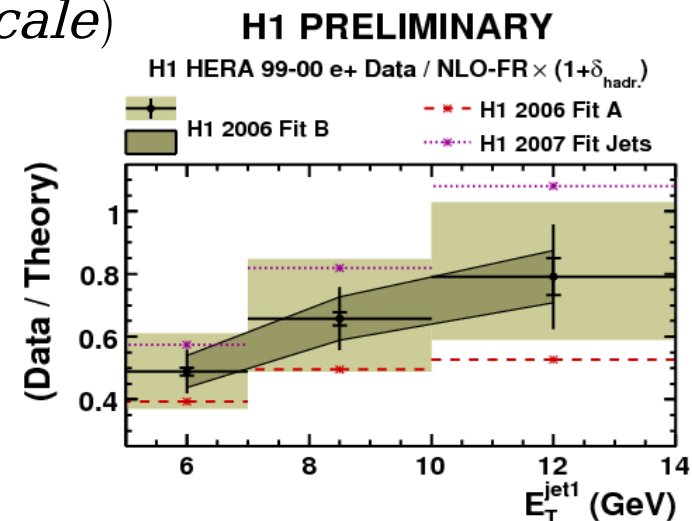 cale)
H1 PRELIMINARY
H1 HERA 99-00 e+ Data / NLO-FR × (1+δhadr.)
H1 2006 Fit B
H1 2006 Fit A
H1 2007 Fit Jets
(Data / Theory)
1
0.8
0.6
0.4
6 8 10 12 14
E_T^jet1 (GeV)